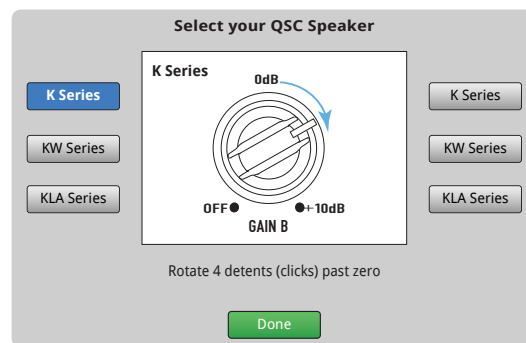 Select your QSC Speaker
K Series
KW Series
KLA Series
K Series
0dB
OFF
+10dB
GAIN B
K Series
KW Series
KLA Series
Rotate 4 detents (clicks) past zero
Done